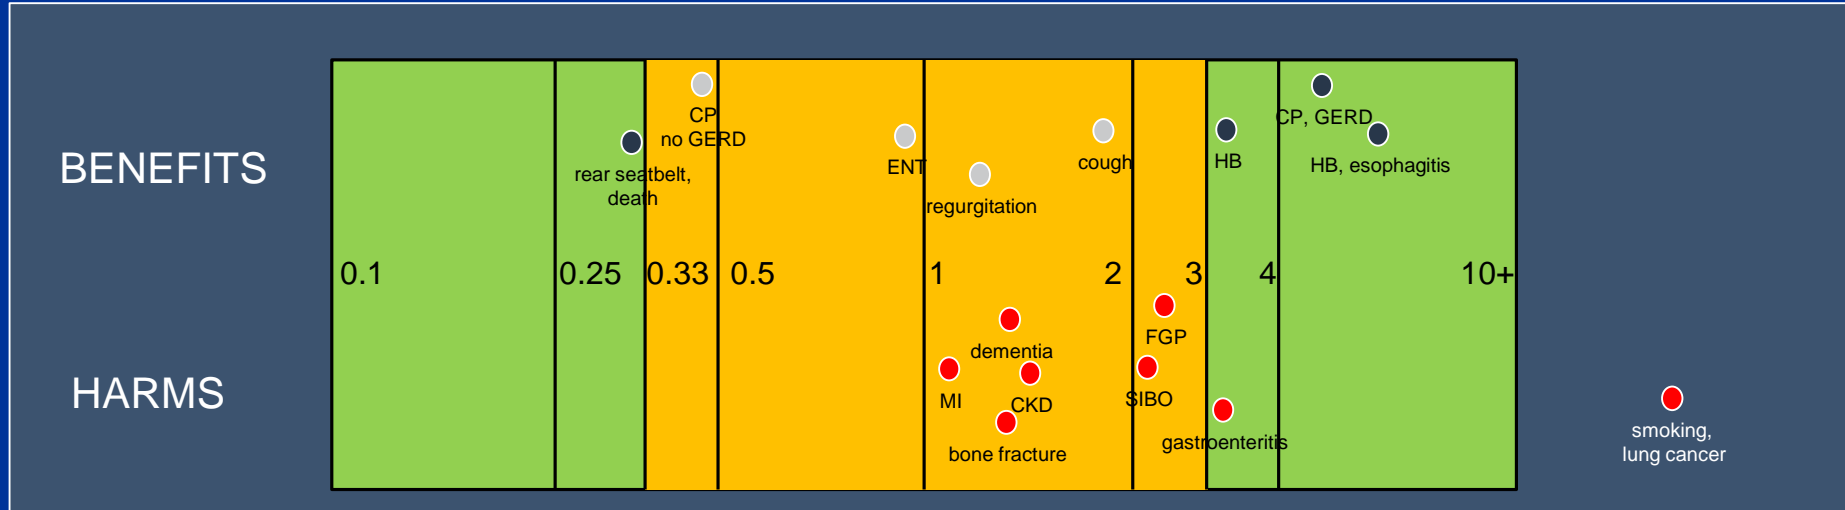 BENEFITS
CP
no GERD
rear seatbelt,
death
ENT
regurgitation
cough
HB
CP, GERD
HB, esophagitis
0.1
0.25
0.33
0.5
1
2
3
4
10+
HARMS
dementia
MI
CKD
bone fracture
FGP
SIBO
gastroenteritis
smoking,
lung cancer